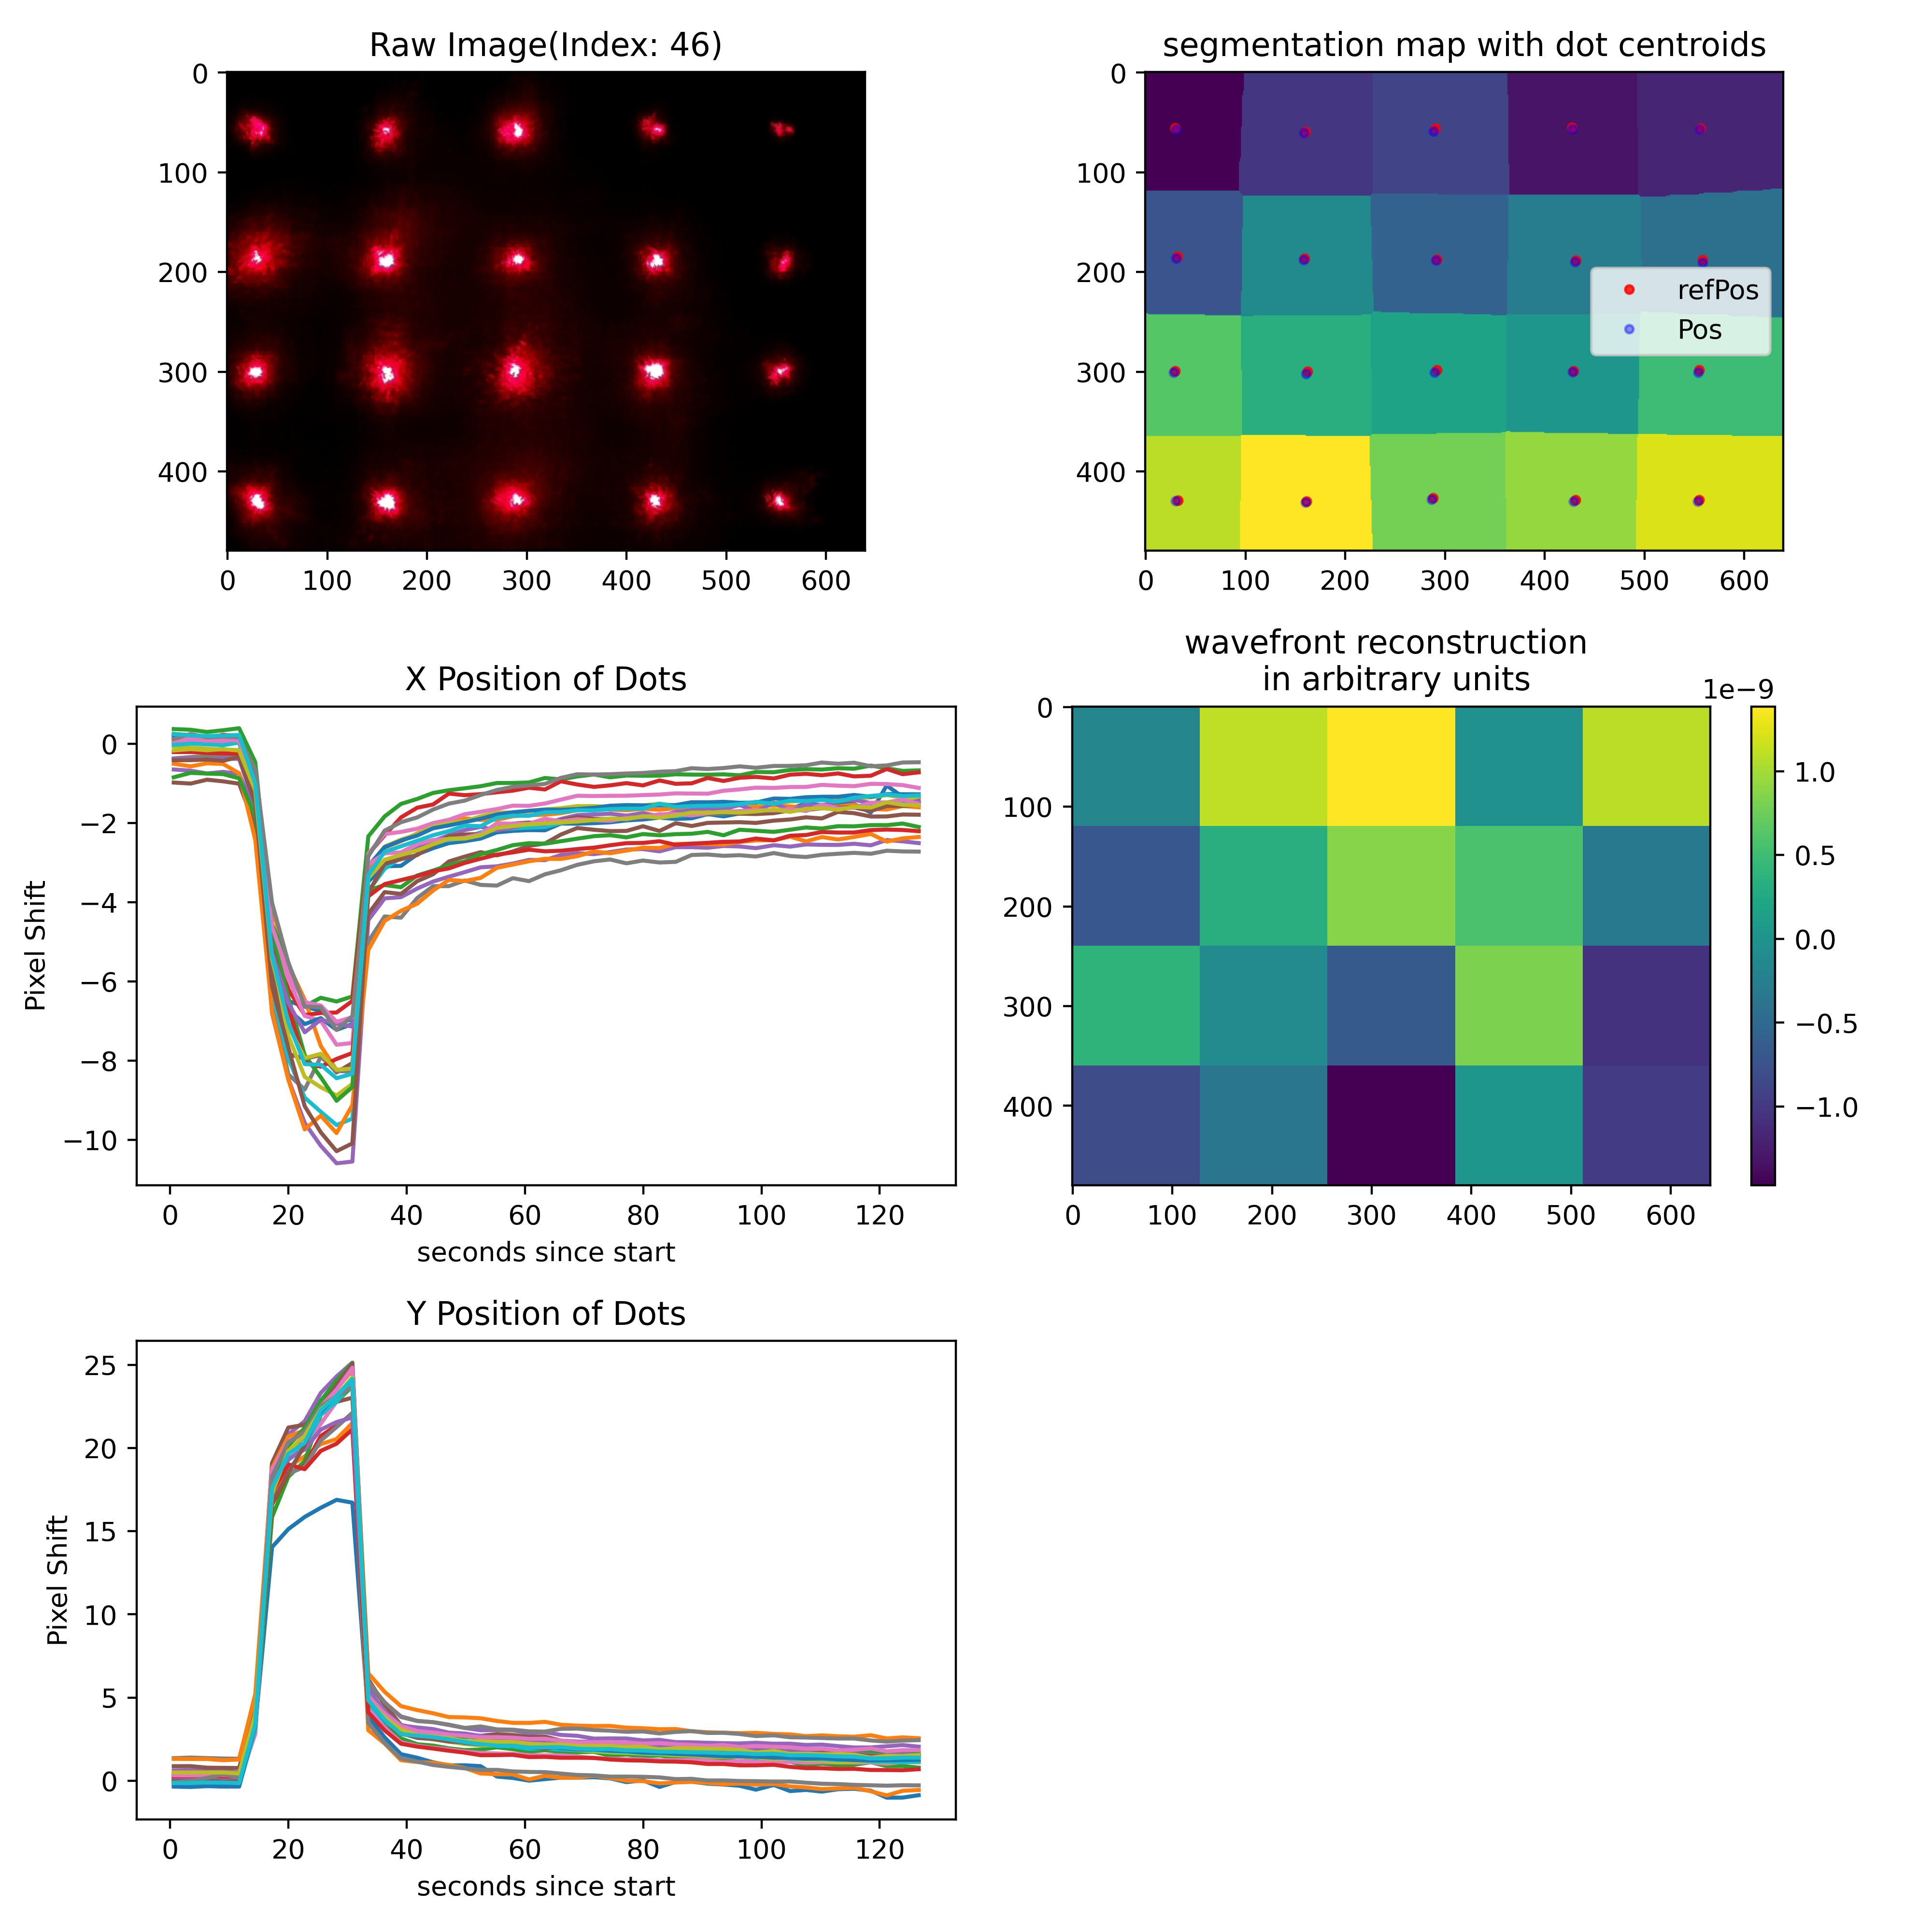 Raw Image(Index: 46)
0
100
200
300
400
0 100 200 300 400 500 600
segmentation map with dot centroids
0
100
200
300
400
refPos
Pos
0 100 200 300 400 500 600
X Position of Dots
Pixel Shift
0
−2
−4
−6
−8
−10
0 20 40 60 80 100 120
seconds since start
wavefront reconstruction
in arbitrary units
1e−9
0
100
200
300
400
0 100 200 300 400 500 600
1.0
0.5
0.0
−0.5
−1.0
Y Position of Dots
Pixel Shift
25
20
15
10
5
0
0 20 40 60 80 100 120
seconds since start